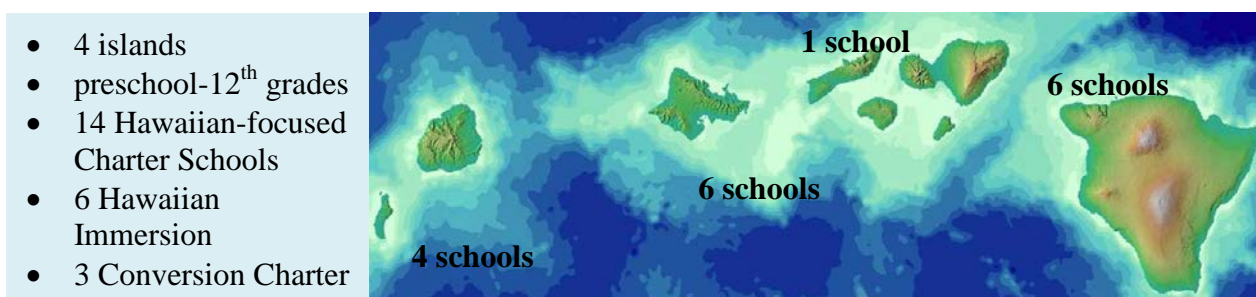 • 4 islands
• preschool-12th grades
• 14 Hawaiian-focused
Charter Schools
• 6 Hawaiian
Immersion
• 3 Conversion Charter
1 school
6 schools
6 schools
4 schools